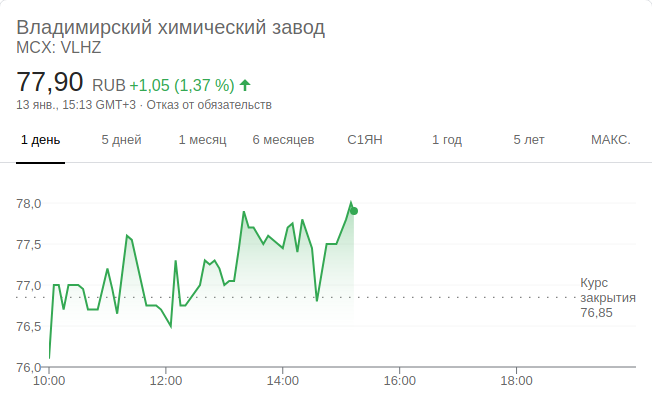 Владимирский химический завод
MCX: VLHZ
77,90 RUB +1,05 (1,37 %)
13 янв., 15:13 GMT+3 · Отказ от обязательств
1 день 5 дней 1 месяц 6 месяцев С1ЯН 1 год 5 лет МАКС.
78,0
77,5
77,0
76,5
76,0
Курс
закрытия
76,85
10:00 12:00 14:00 16:00 18:00